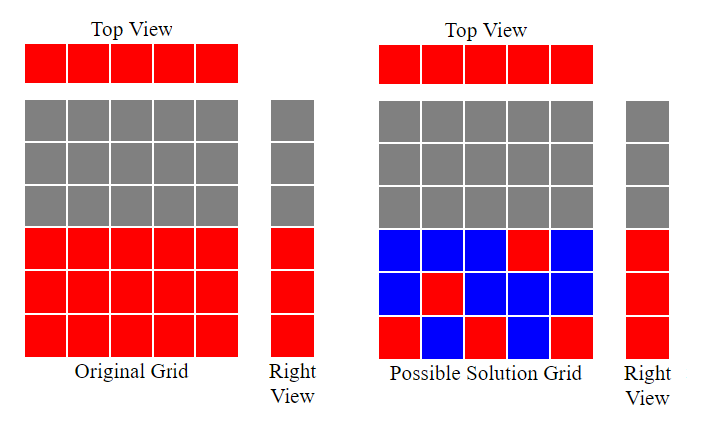 Top View
Original Grid
Right
View
Top View
Possible Solution Grid
Right
View